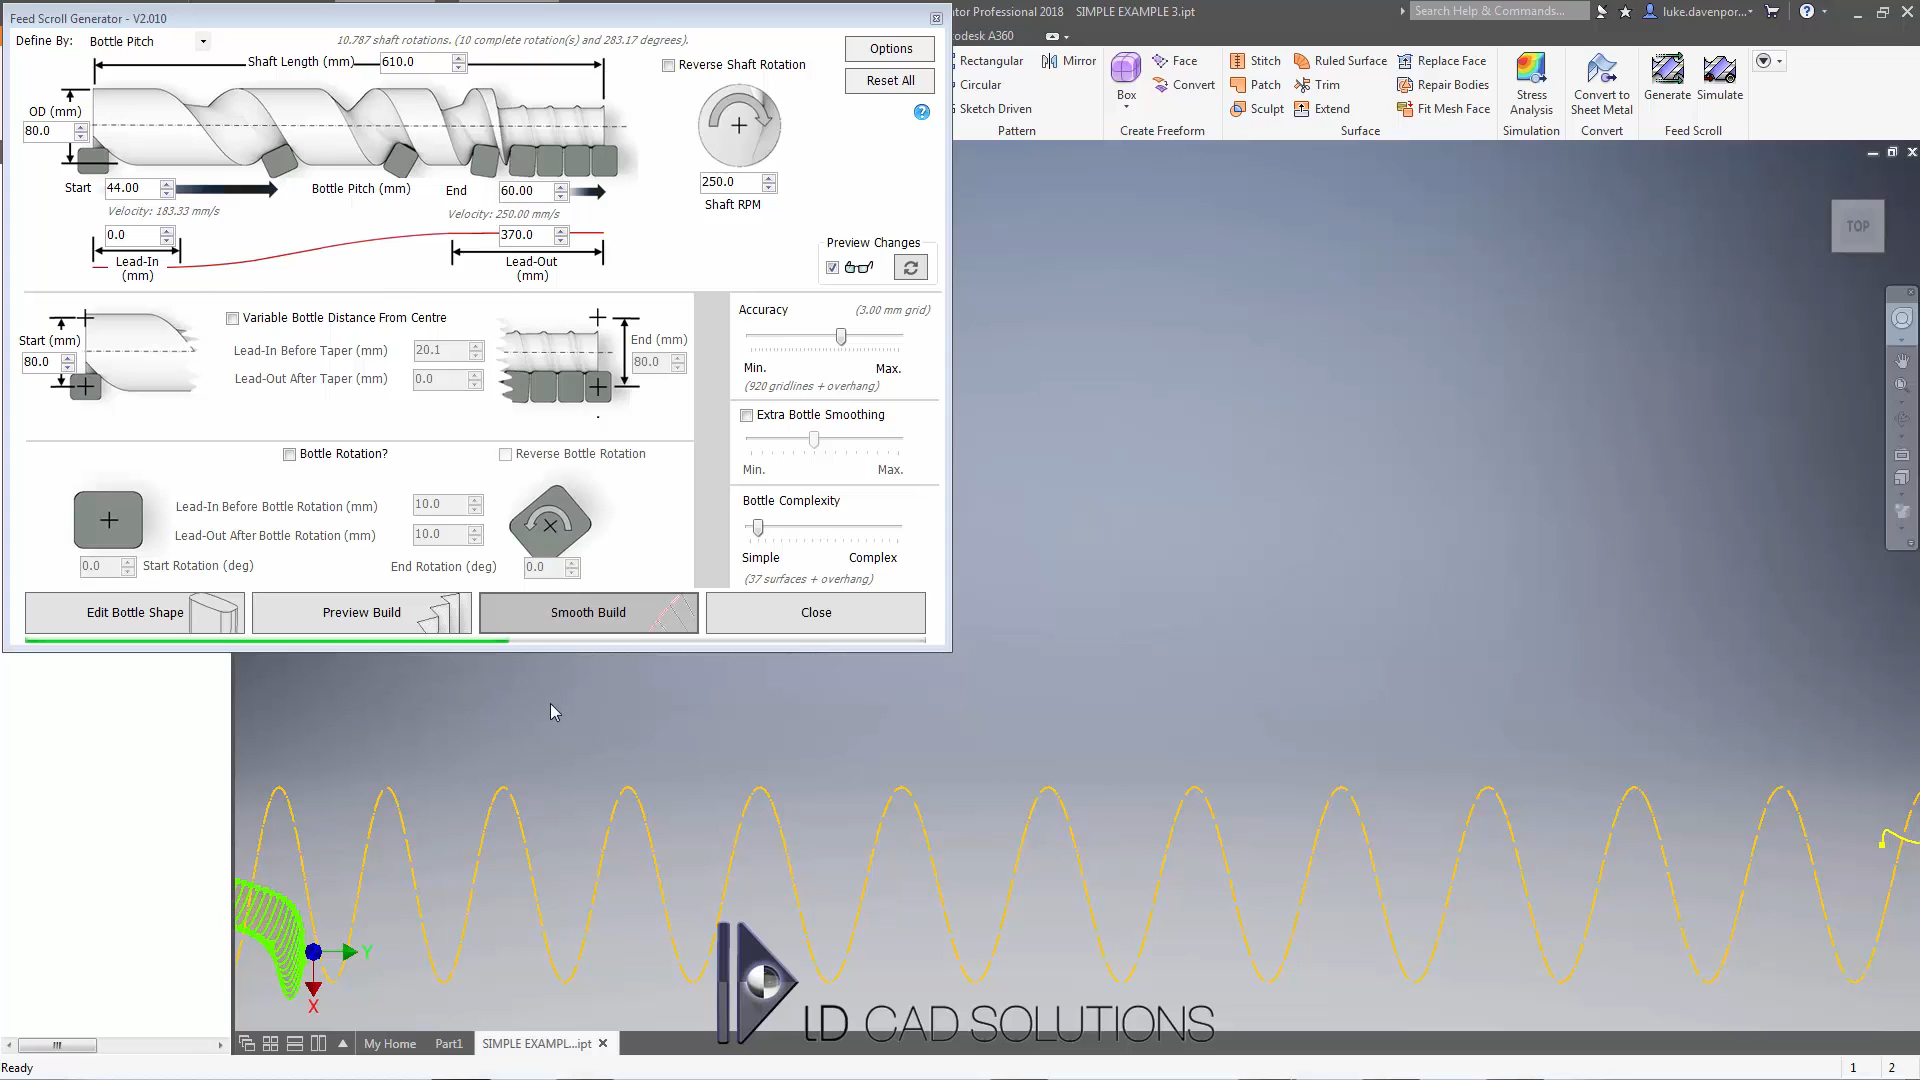 Feed Scroll Generator - V2.010
Define By: Bottle Pitch
10.787 shaft rotations. (10 complete rotation(s) and 283.17 degrees).
Shaft Length (mm) 610.0
Reverse Shaft Rotation
Options
Reset All
OD (mm)
80.0
Start 44.00
Bottle Pitch (mm)
End 60.00
Velocity: 183.33 mm/s
Velocity: 250.00 mm/s
250.0
Shaft RPM
0.0
370.0
Lead-In
(mm)
Lead-Out
(mm)
Preview Changes
Variable Bottle Distance From Centre
Start (mm)
80.0
Lead-In Before Taper (mm) 20.1
Lead-Out After Taper (mm) 0.0
End (mm)
80.0
Accuracy (3.00 mm grid)
Min. Max.
(920 gridlines + overhang)
Extra Bottle Smoothing
Min. Max.
Bottle Rotation?
Reverse Bottle Rotation
Lead-In Before Bottle Rotation (mm) 10.0
Lead-Out After Bottle Rotation (mm) 10.0
0.0 Start Rotation (deg)
End Rotation (deg) 0.0
Bottle Complexity
Simple Complex
(37 surfaces + overhang)
Edit Bottle Shape
Preview Build
Smooth Build
Close
ntor Professional 2018 SIMPLE EXAMPLE 3.ipt
Search Help & Commands...
luke.davenpor...
odesk A360
Rectangular
Mirror
Circular
Sketch Driven
Pattern
Box
Face
Convert
Create Freeform
Stitch
Ruled Surface
Replace Face
Patch
Trim
Repair Bodies
Sculpt
Extend
Fit Mesh Face
Surface
Stress
Analysis
Simulation
Convert to
Sheet Metal
Convert
Generate
Simulate
Feed Scroll
TOP
Y
X
LD CAD SOLUTIONS
My Home
Part1
SIMPLE EXAMPL...ipt
Ready
1
2